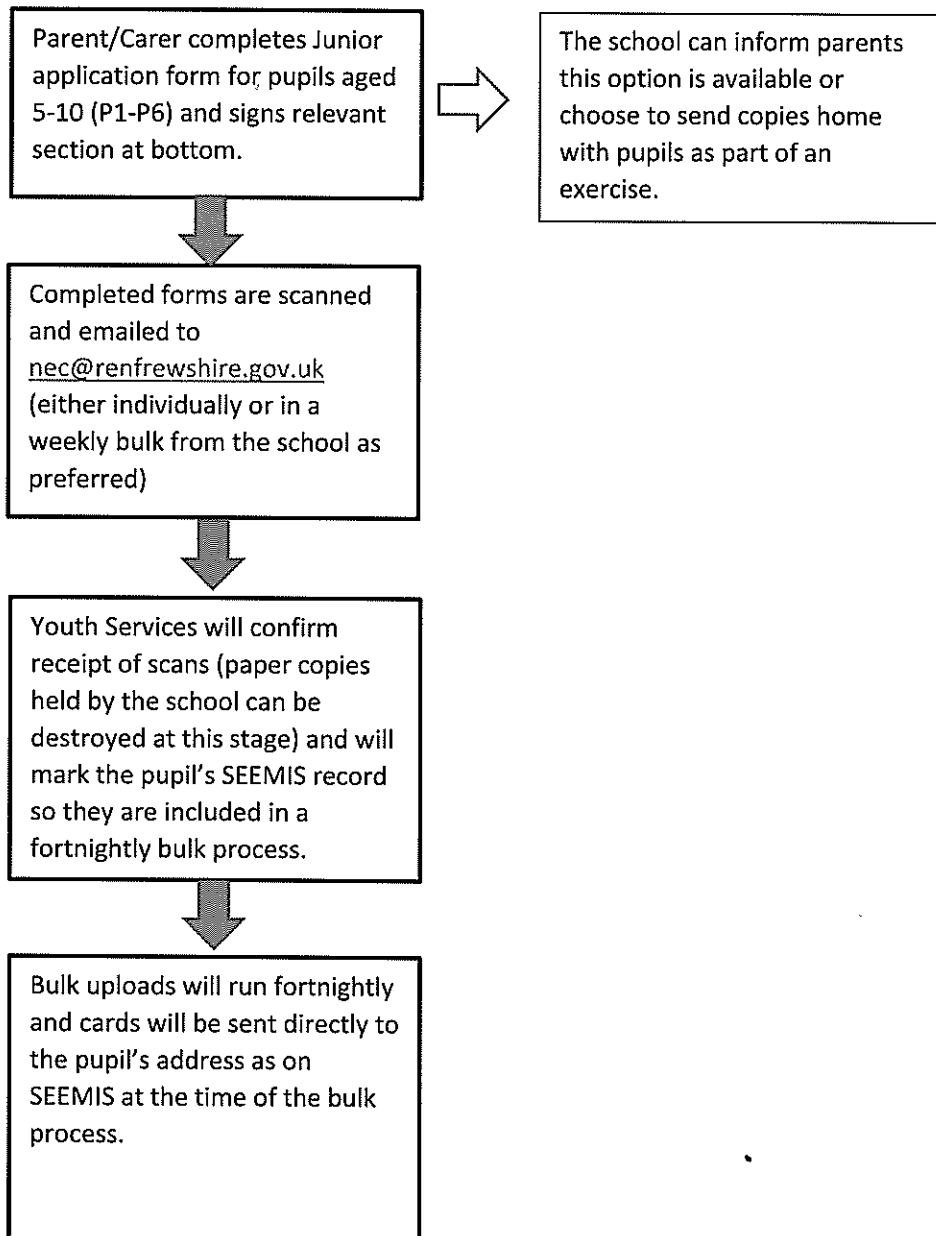 Parent/Carer completes Junior
application form for pupils aged
5-10 (P1-P6) and signs relevant
section at bottom.
The school can inform parents
this option is available or
choose to send copies home
with pupils as part of an
exercise.
Completed forms are scanned
and emailed to
nec@renfrewshire.gov.uk
(either individually or in a
weekly bulk from the school as
preferred)
Youth Services will confirm
receipt of scans (paper copies
held by the school can be
destroyed at this stage) and will
mark the pupil's SEEMIS record
so they are included in a
fortnightly bulk process.
Bulk uploads will run fortnightly
and cards will be sent directly to
the pupil's address as on
SEEMIS at the time of the bulk
process.